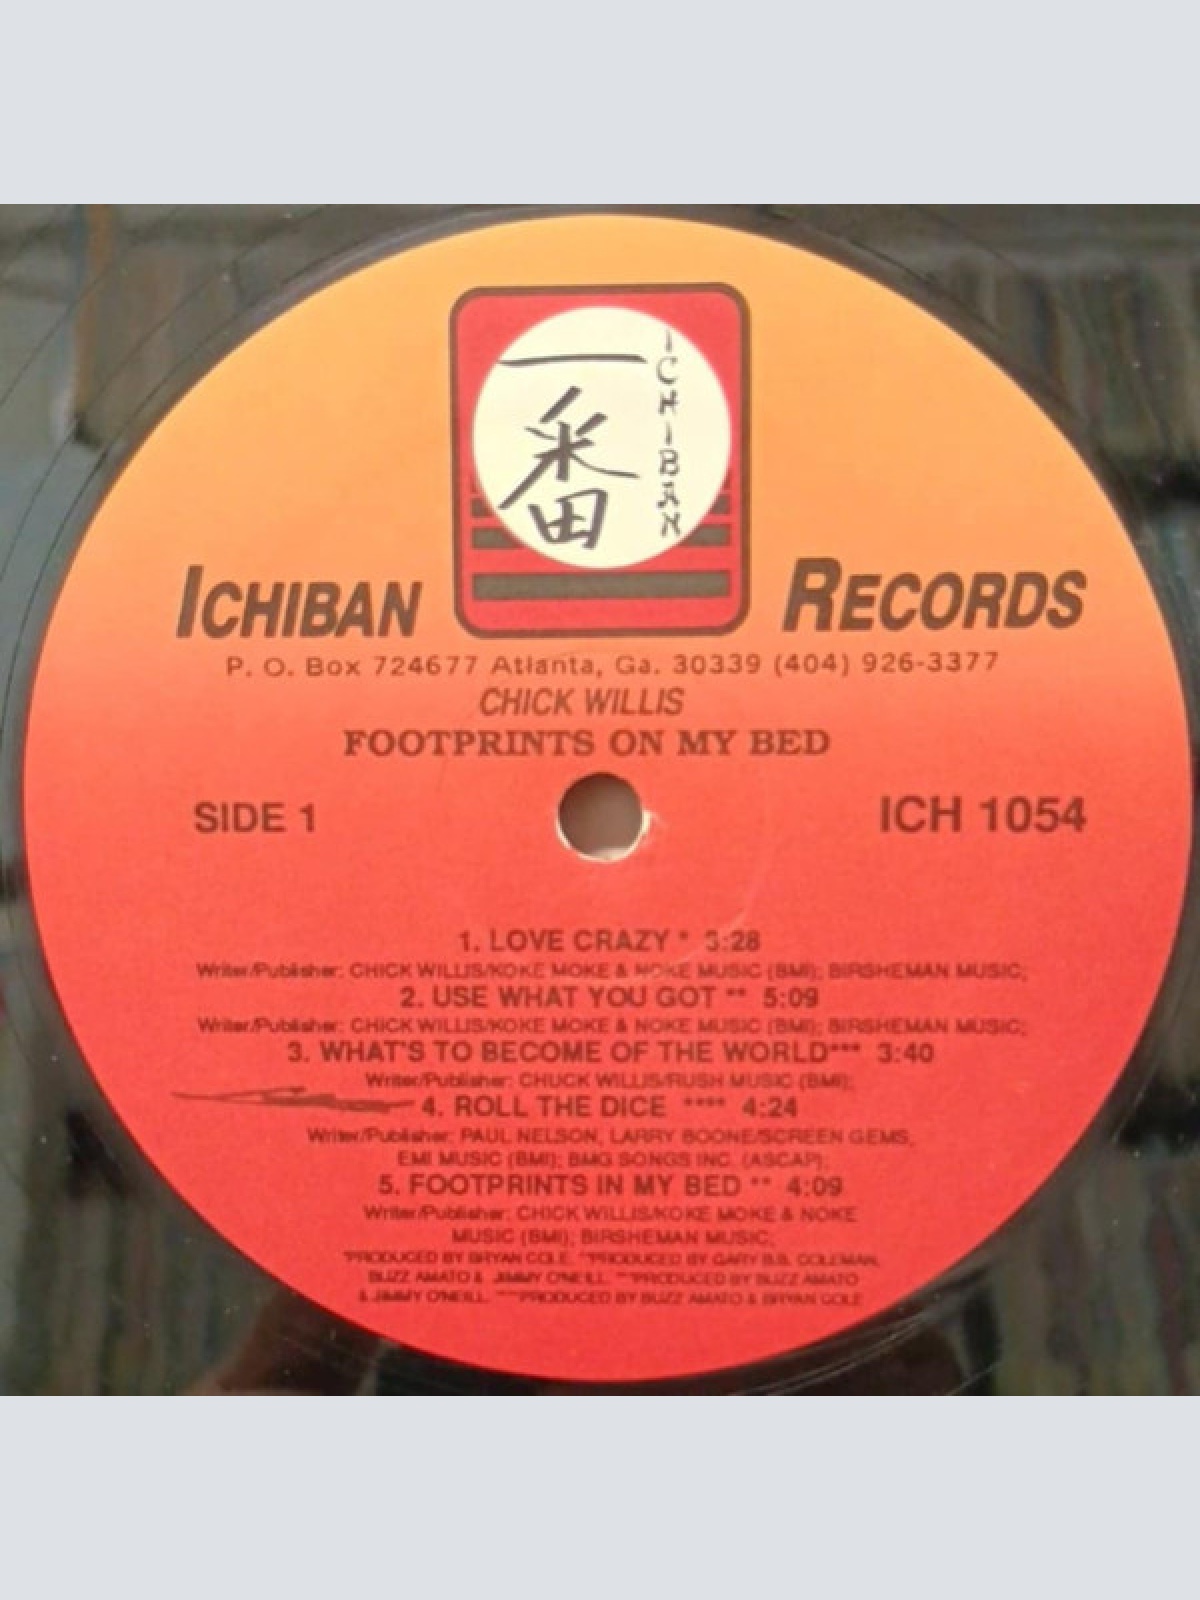 一番
ICHIBAN
ICHIBAN RECORDS
P. O. Box 724677 Atlanta, Ga. 30339 (404) 926-3377
CHICK WILLIS
FOOTPRINTS ON MY BED
SIDE 1 ICH 1054
1. LOVE CRAZY * 3:28
Writer/Publisher: CHICK WILLIS/KOKE MOKE & NOKE MUSIC (BMI); BIRSHEMAN MUSIC;
2. USE WHAT YOU GOT ** 5:09
Writer/Publisher: CHICK WILLIS/KOKE MOKE & NOKE MUSIC (BMI); BIRSHEMAN MUSIC;
3. WHAT'S TO BECOME OF THE WORLD*** 3:40
Writer/Publisher: CHUCK WILLIS/RUSH MUSIC (BMI);
4. ROLL THE DICE **** 4:24
Writer/Publisher: PAUL NELSON, LARRY BOONE/SCREEN GEMS,
EMI MUSIC (BMI); BMG SONGS INC. (ASCAP);
5. FOOTPRINTS IN MY BED ** 4:09
Writer/Publisher: CHICK WILLIS/KOKE MOKE & NOKE
MUSIC (BMI); BIRSHEMAN MUSIC;
*PRODUCED BY BRYAN COLE. **PRODUCED BY GARY B.B. COLEMAN,
BUZZ AMATO & JIMMY O'NEILL. ***PRODUCED BY BUZZ AMATO
& JIMMY O'NEILL. ****PRODUCED BY BUZZ AMATO & BRYAN COLE